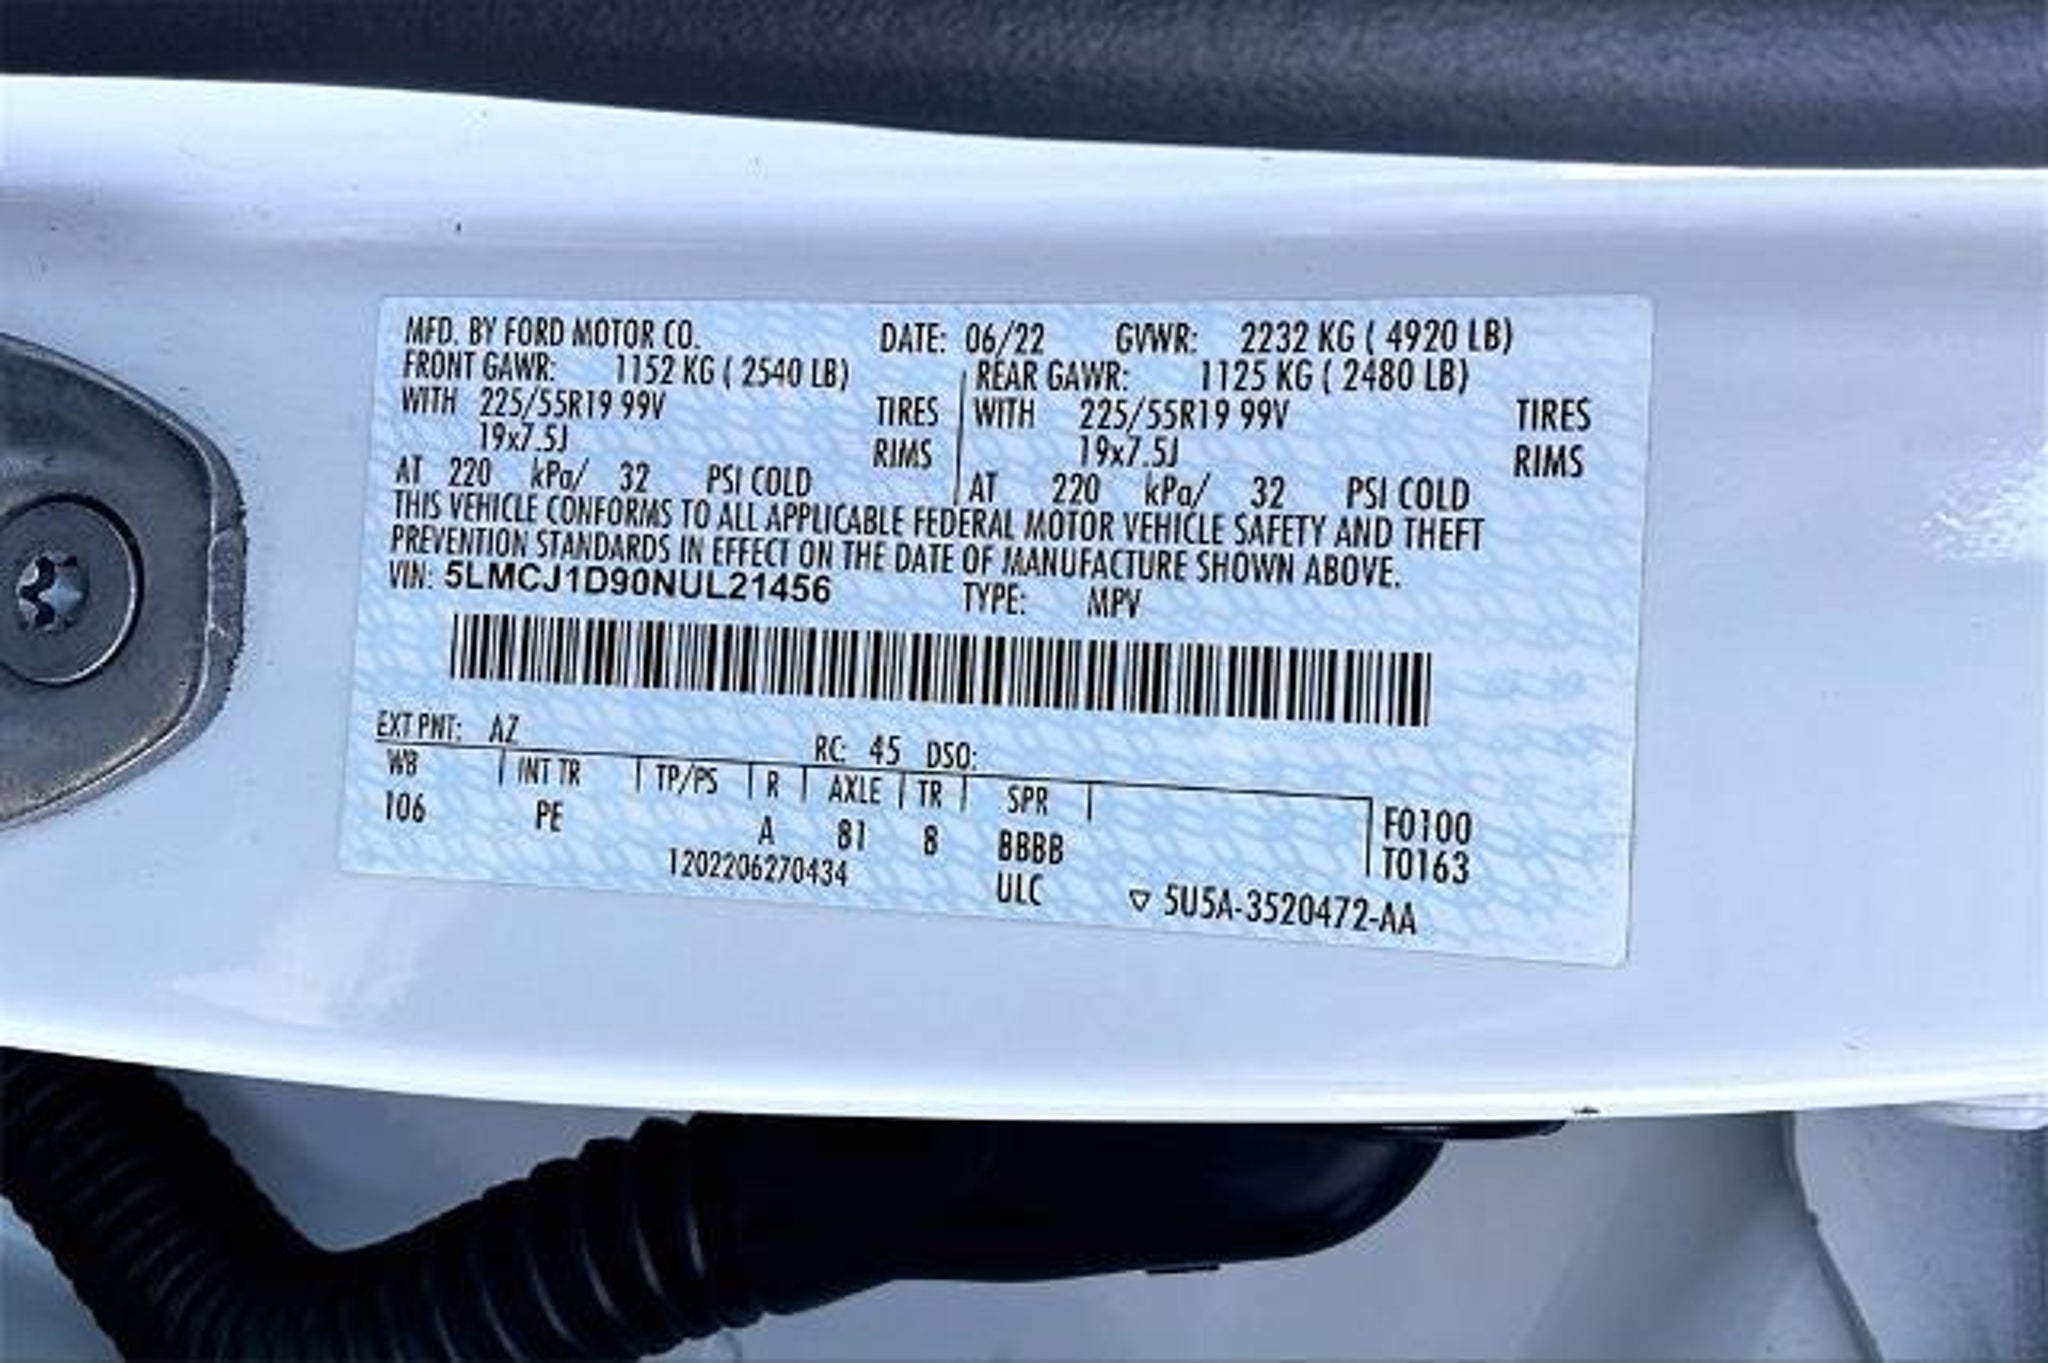 MFD. BY FORD MOTOR CO. DATE: 06/22 GVWR: 2232 KG ( 4920 LB)
FRONT GAWR: 1152 KG ( 2540 LB) REAR GAWR: 1125 KG ( 2480 LB)
WITH 225/55R19 99V TIRES WITH 225/55R19 99V TIRES
19x7.5J RIMS 19x7.5J RIMS
AT 220 kPa/ 32 PSI COLD AT 220 kPa/ 32 PSI COLD
THIS VEHICLE CONFORMS TO ALL APPLICABLE FEDERAL MOTOR VEHICLE SAFETY AND THEFT
PREVENTION STANDARDS IN EFFECT ON THE DATE OF MANUFACTURE SHOWN ABOVE.
VIN: 5LMCJ1D90NUL21456 TYPE: MPV
EXT PNT: AZ RC: 45 DSO:
WB INT TR TP/PS R AXLE TR SPR
106 PE A 81 8 BBBB F0100
1202206270434 ULC T0163
▽ 5U5A-3520472-AA